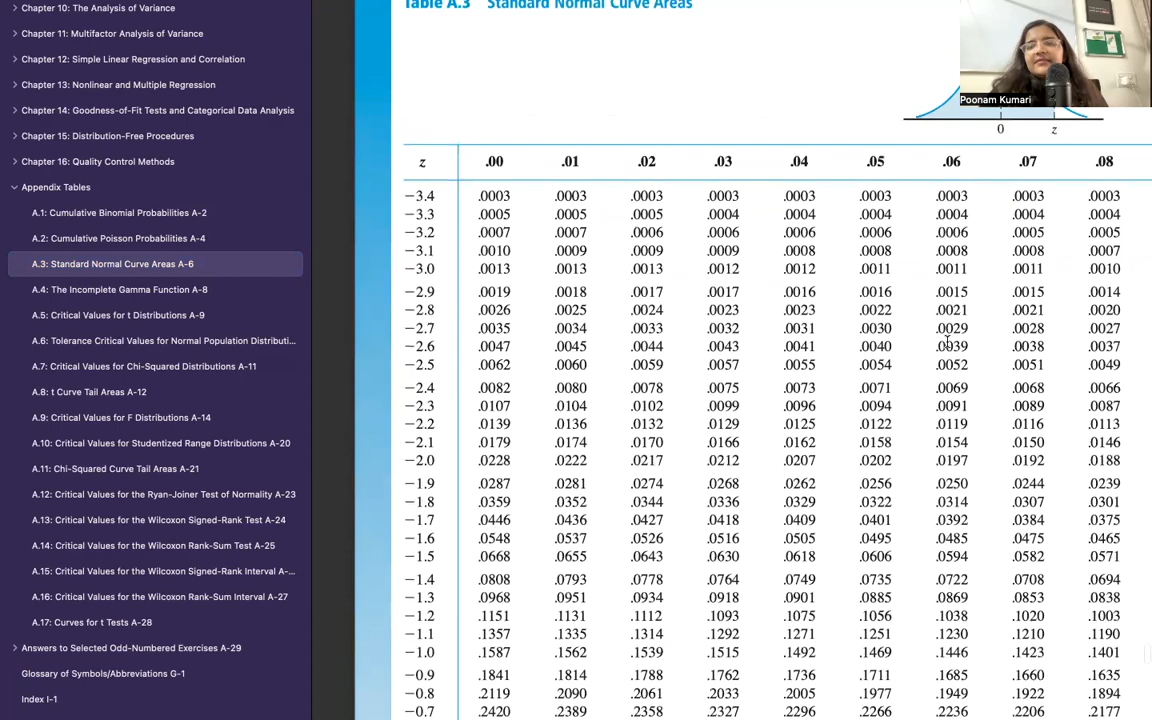 Chapter 10: The Analysis of Variance
Chapter 11: Multifactor Analysis of Variance
Chapter 12: Simple Linear Regression and Correlation
Chapter 13: Nonlinear and Multiple Regression
Chapter 14: Goodness-of-Fit Tests and Categorical Data Analysis
Chapter 15: Distribution-Free Procedures
Chapter 16: Quality Control Methods
Appendix Tables
A.1: Cumulative Binomial Probabilities A-2
A.2: Cumulative Poisson Probabilities A-4
A.3: Standard Normal Curve Areas A-6
A.4: The Incomplete Gamma Function A-8
A.5: Critical Values for t Distributions A-9
A.6: Tolerance Critical Values for Normal Population Distributi...
A.7: Critical Values for Chi-Squared Distributions A-11
A.8: t Curve Tail Areas A-12
A.9: Critical Values for F Distributions A-14
A.10: Critical Values for Studentized Range Distributions A-20
A.11: Chi-Squared Curve Tail Areas A-21
A.12: Critical Values for the Ryan-Joiner Test of Normality A-23
A.13: Critical Values for the Wilcoxon Signed-Rank Test A-24
A.14: Critical Values for the Wilcoxon Rank-Sum Test A-25
A.15: Critical Values for the Wilcoxon Signed-Rank Interval A-...
A.16: Critical Values for the Wilcoxon Rank-Sum Interval A-27
A.17: Curves for t Tests A-28
Answers to Selected Odd-Numbered Exercises A-29
Glossary of Symbols/Abbreviations G-1
Index I-1
Table A.3 Standard Normal Curve Areas
Poonam Kumari
0 z
z .00 .01 .02 .03 .04 .05 .06 .07 .08
−3.4 .0003 .0003 .0003 .0003 .0003 .0003 .0003 .0003 .0003
−3.3 .0005 .0005 .0005 .0004 .0004 .0004 .0004 .0004 .0004
−3.2 .0007 .0007 .0006 .0006 .0006 .0006 .0006 .0005 .0005
−3.1 .0010 .0009 .0009 .0009 .0008 .0008 .0008 .0008 .0007
−3.0 .0013 .0013 .0013 .0012 .0012 .0011 .0011 .0011 .0010
−2.9 .0019 .0018 .0017 .0017 .0016 .0016 .0015 .0015 .0014
−2.8 .0026 .0025 .0024 .0023 .0023 .0022 .0021 .0021 .0020
−2.7 .0035 .0034 .0033 .0032 .0031 .0030 .0029 .0028 .0027
−2.6 .0047 .0045 .0044 .0043 .0041 .0040 .0039 .0038 .0037
−2.5 .0062 .0060 .0059 .0057 .0055 .0054 .0052 .0051 .0049
−2.4 .0082 .0080 .0078 .0075 .0073 .0071 .0069 .0068 .0066
−2.3 .0107 .0104 .0102 .0099 .0096 .0094 .0091 .0089 .0087
−2.2 .0139 .0136 .0132 .0129 .0125 .0122 .0119 .0116 .0113
−2.1 .0179 .0174 .0170 .0166 .0162 .0158 .0154 .0150 .0146
−2.0 .0228 .0222 .0217 .0212 .0207 .0202 .0197 .0192 .0188
−1.9 .0287 .0281 .0274 .0268 .0262 .0256 .0250 .0244 .0239
−1.8 .0359 .0352 .0344 .0336 .0329 .0322 .0314 .0307 .0301
−1.7 .0446 .0436 .0427 .0418 .0409 .0401 .0392 .0384 .0375
−1.6 .0548 .0537 .0526 .0516 .0505 .0495 .0485 .0475 .0465
−1.5 .0668 .0655 .0643 .0630 .0618 .0606 .0594 .0582 .0571
−1.4 .0808 .0793 .0778 .0764 .0749 .0735 .0722 .0708 .0694
−1.3 .0968 .0951 .0934 .0918 .0901 .0885 .0869 .0853 .0838
−1.2 .1151 .1131 .1112 .1093 .1075 .1056 .1038 .1020 .1003
−1.1 .1357 .1335 .1314 .1292 .1271 .1251 .1230 .1210 .1190
−1.0 .1587 .1562 .1539 .1515 .1492 .1469 .1446 .1423 .1401
−0.9 .1841 .1814 .1788 .1762 .1736 .1711 .1685 .1660 .1635
−0.8 .2119 .2090 .2061 .2033 .2005 .1977 .1949 .1922 .1894
−0.7 .2420 .2389 .2358 .2327 .2296 .2266 .2236 .2206 .2177